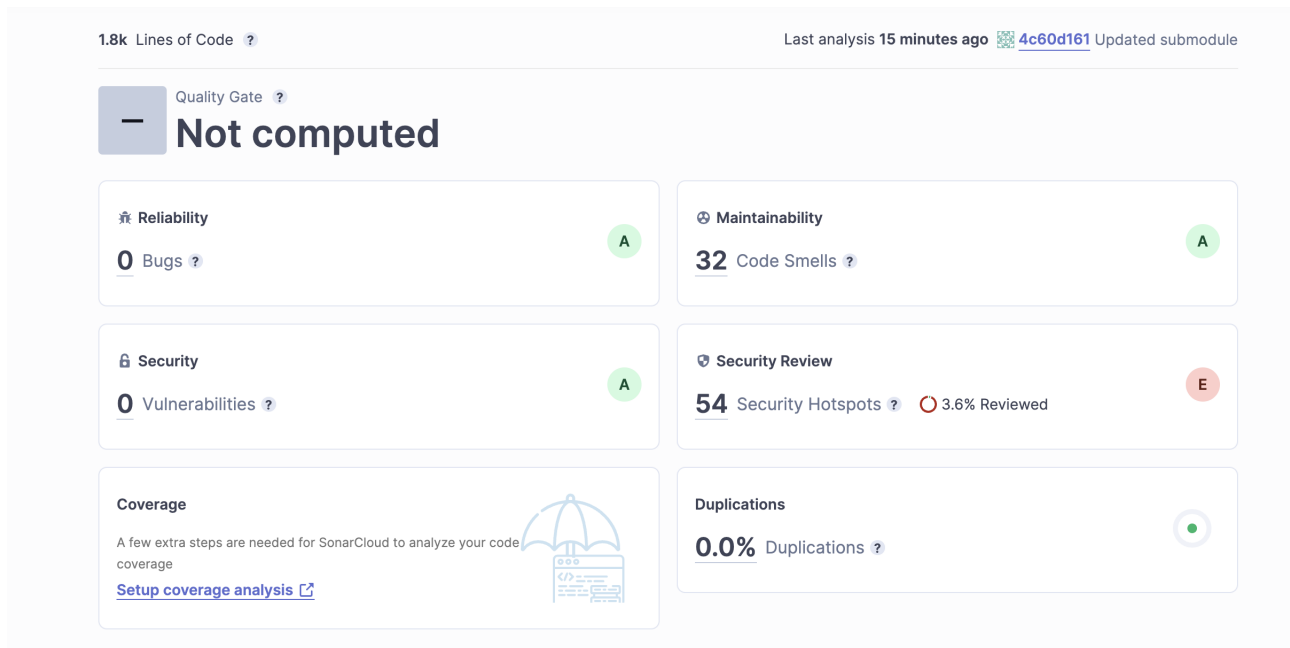 1.8k Lines of Code ?
Last analysis 15 minutes ago 4c60d161 Updated submodule
Quality Gate ?
Not computed
Reliability
0 Bugs ?
A
Maintainability
32 Code Smells ?
A
Security
0 Vulnerabilities ?
A
Security Review
54 Security Hotspots ? 3.6% Reviewed
E
Coverage
A few extra steps are needed for SonarCloud to analyze your code
coverage
Setup coverage analysis
Duplications
0.0% Duplications ?